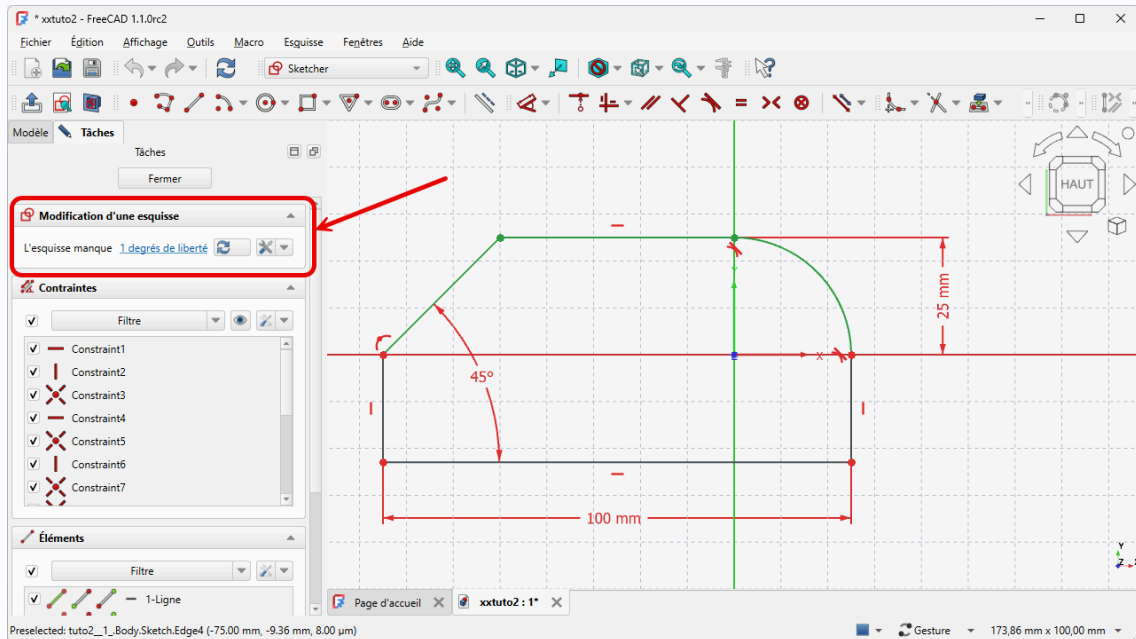 * xxtuto2 - FreeCAD 1.1.0rc2
Fichier Édition Affichage Outils Macro Esquisse Fenêtres Aide
Sketcher
Modèle Tâches
Tâches
Fermer
Modification d'une esquisse
L'esquisse manque 1 degrés de liberté
Contraintes
Filtre
Constraint1
Constraint2
Constraint3
Constraint4
Constraint5
Constraint6
Constraint7
Éléments
Filtre
1-Ligne
HAUT
25 mm
Y
X
45°
100 mm
Y
Z
Page d'accueil xxtuto2 : 1*
Preselected: tuto2__1_.Body.Sketch.Edge4 (-75.00 mm, -9.36 mm, 8.00 µm) Gesture 173,86 mm x 100,00 mm